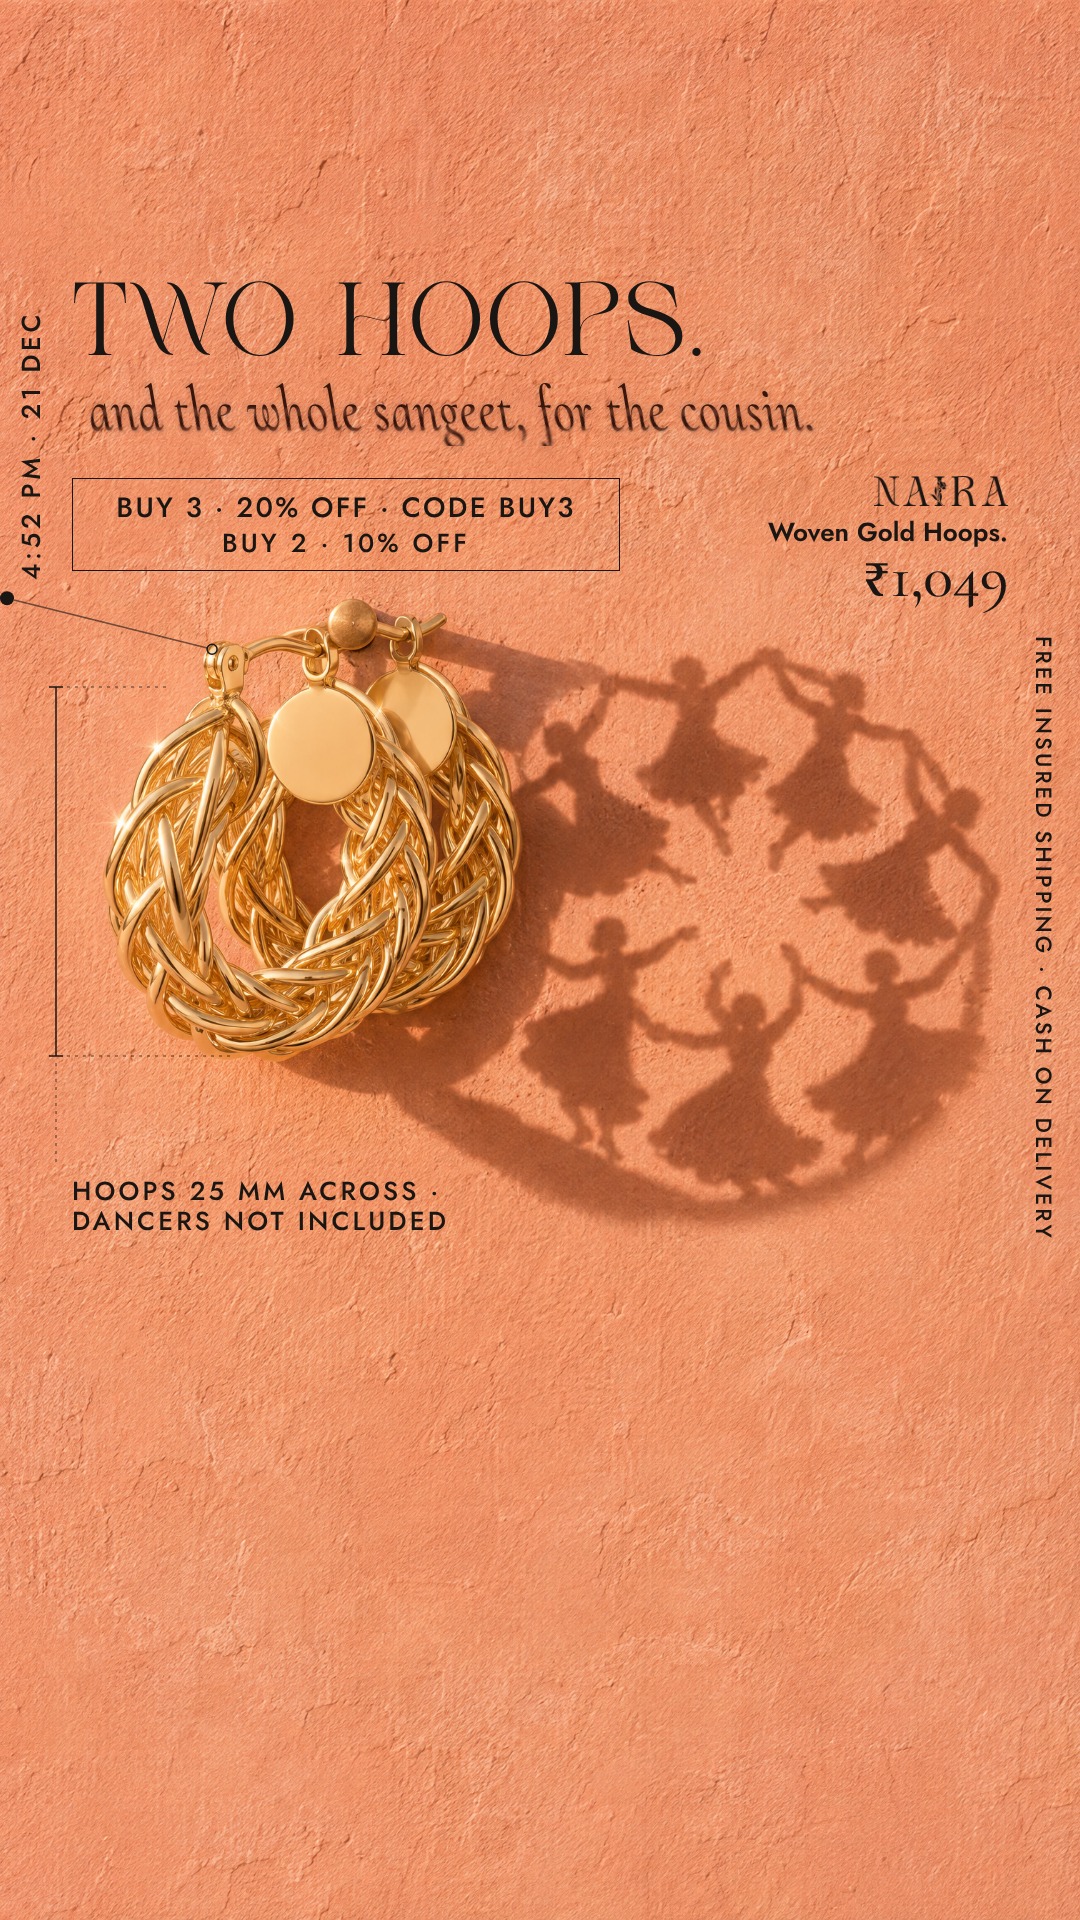 TWO HOOPS.
and the whole sangeet, for the cousin.
4:52 PM · 21 DEC
BUY 3 · 20% OFF · CODE BUY3
BUY 2 · 10% OFF
NAIRA
Woven Gold Hoops.
₹1,049
FREE INSURED SHIPPING · CASH ON DELIVERY
HOOPS 25 MM ACROSS ·
DANCERS NOT INCLUDED